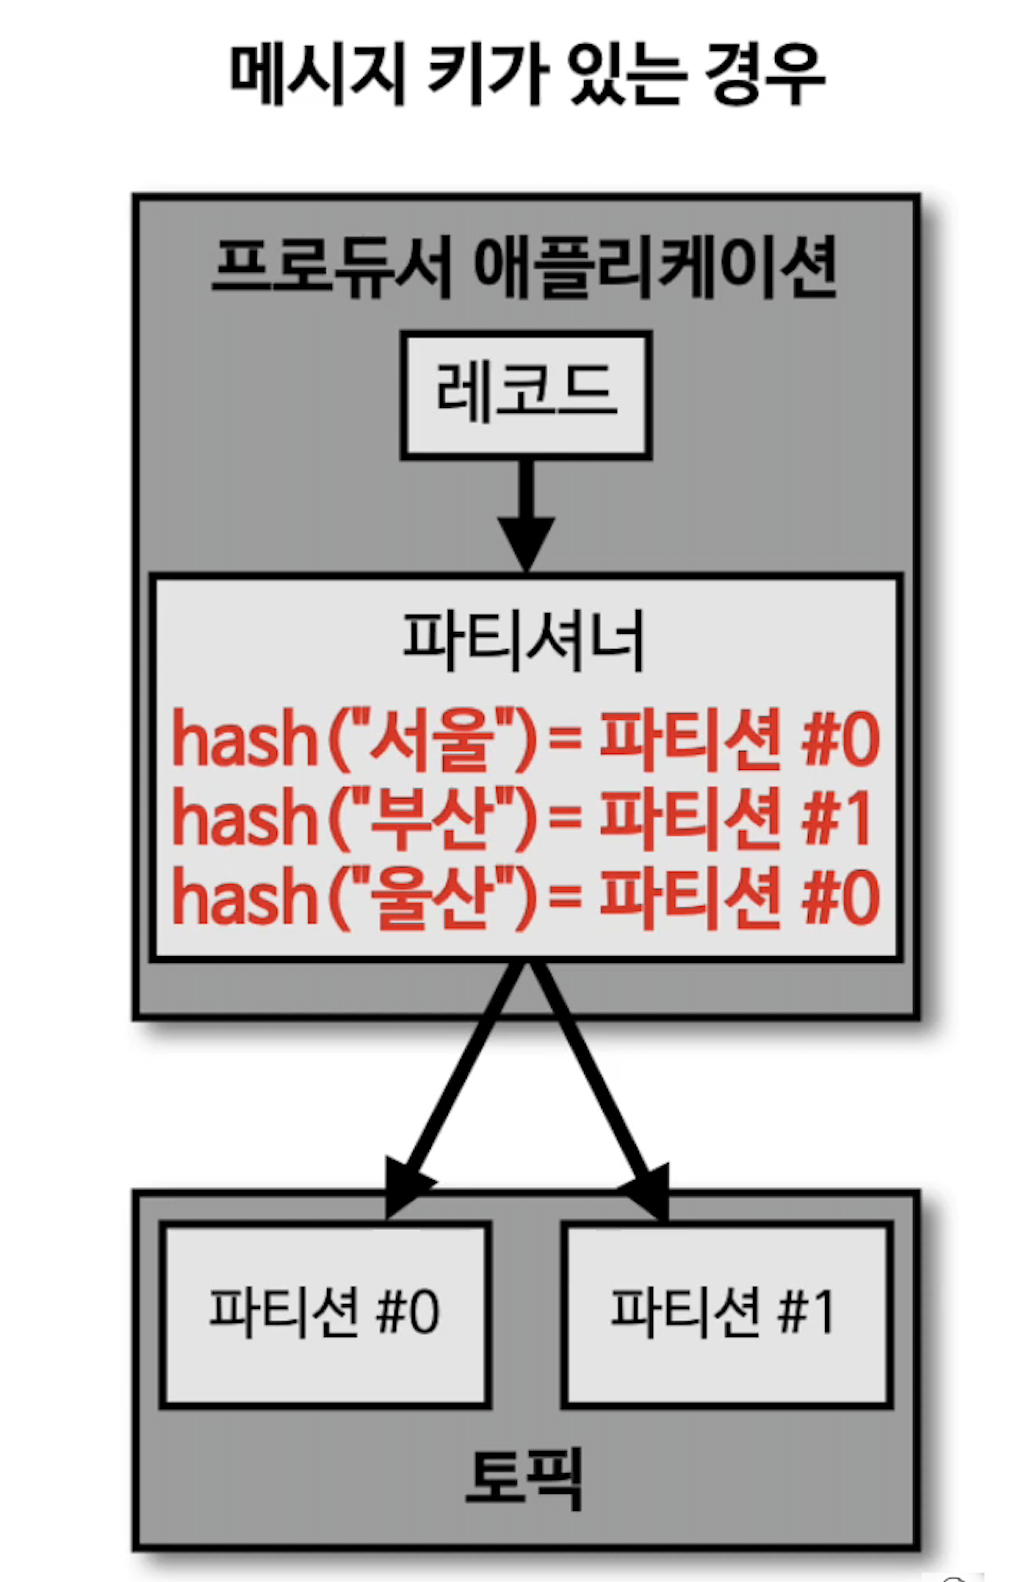 메시지 키가 있는 경우
프로듀서 애플리케이션
레코드
파티셔너
hash("서울")= 파티션 #0
hash("부산")= 파티션 #1
hash("울산")= 파티션 #0
파티션 #0
파티션 #1
토픽